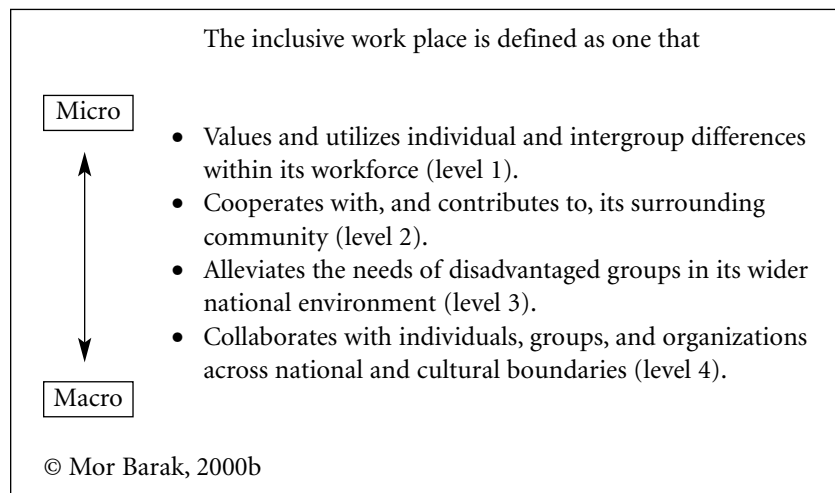 The inclusive work place is defined as one that
Micro
• Values and utilizes individual and intergroup differences
within its workforce (level 1).
• Cooperates with, and contributes to, its surrounding
community (level 2).
• Alleviates the needs of disadvantaged groups in its wider
national environment (level 3).
• Collaborates with individuals, groups, and organizations
across national and cultural boundaries (level 4).
Macro
© Mor Barak, 2000b